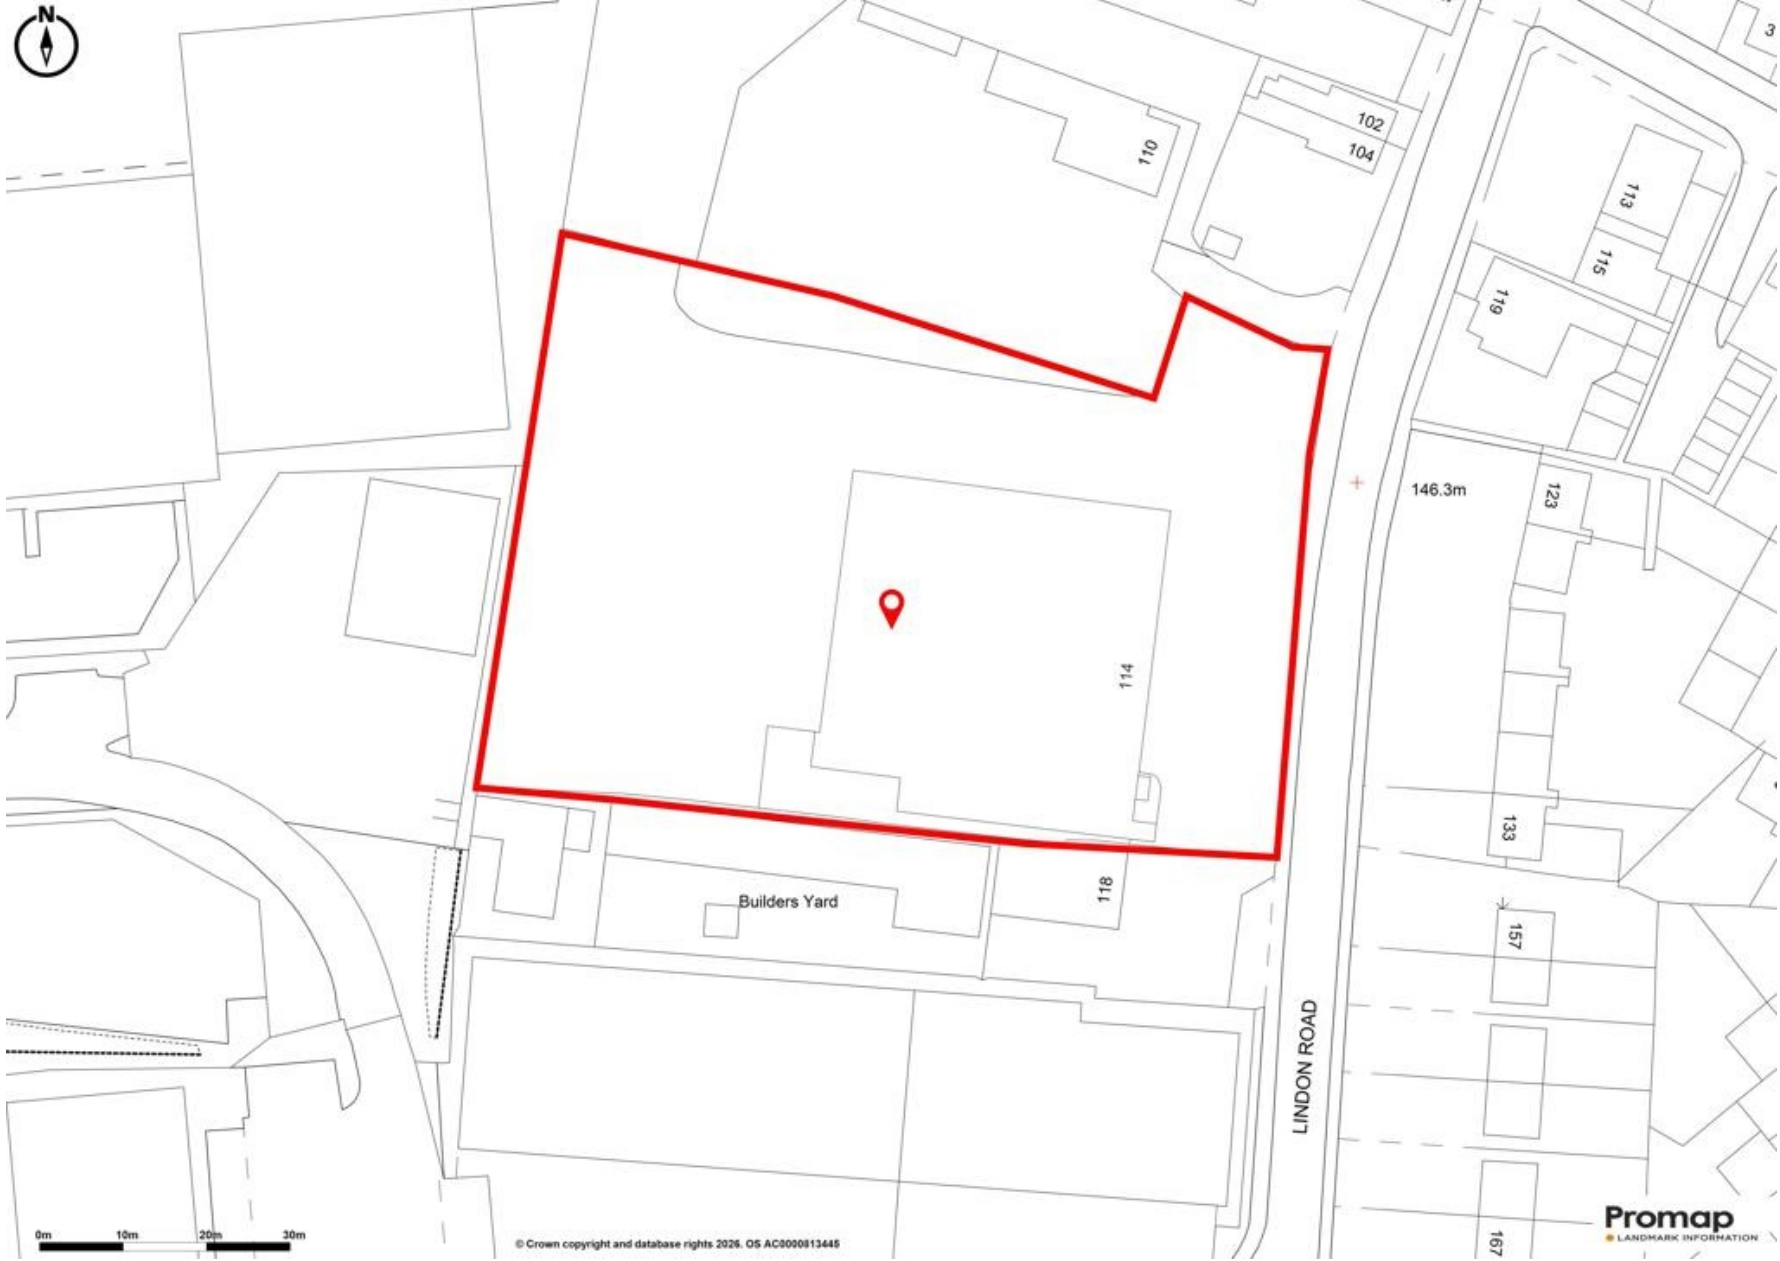 N
3
102
104
110
113
115
119
146.3m
123
114
133
118
Builders Yard
157
LINDON ROAD
167
0m 10m 20m 30m
© Crown copyright and database rights 2026. OS AC0000813445
Promap
LANDMARK INFORMATION